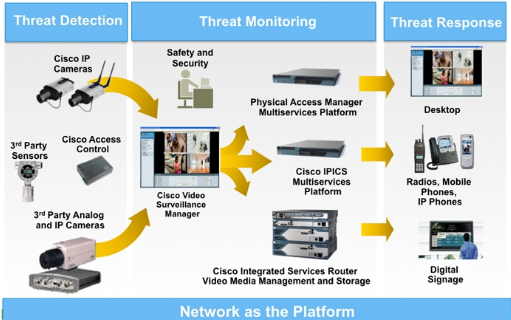 Threat Detection
Threat Monitoring
Threat Response
Cisco IP
Cameras
Safety and
Security
Physical Access Manager
Multiservices Platform
Desktop
3rd Party
Sensors
Cisco Access
Control
Cisco Video
Surveillance
Manager
Cisco IPICS
Multiservices
Platform
Radios, Mobile
Phones,
IP Phones
3rd Party Analog
and IP Cameras
Cisco Integrated Services Router
Video Media Management and Storage
Digital
Signage
Network as the Platform